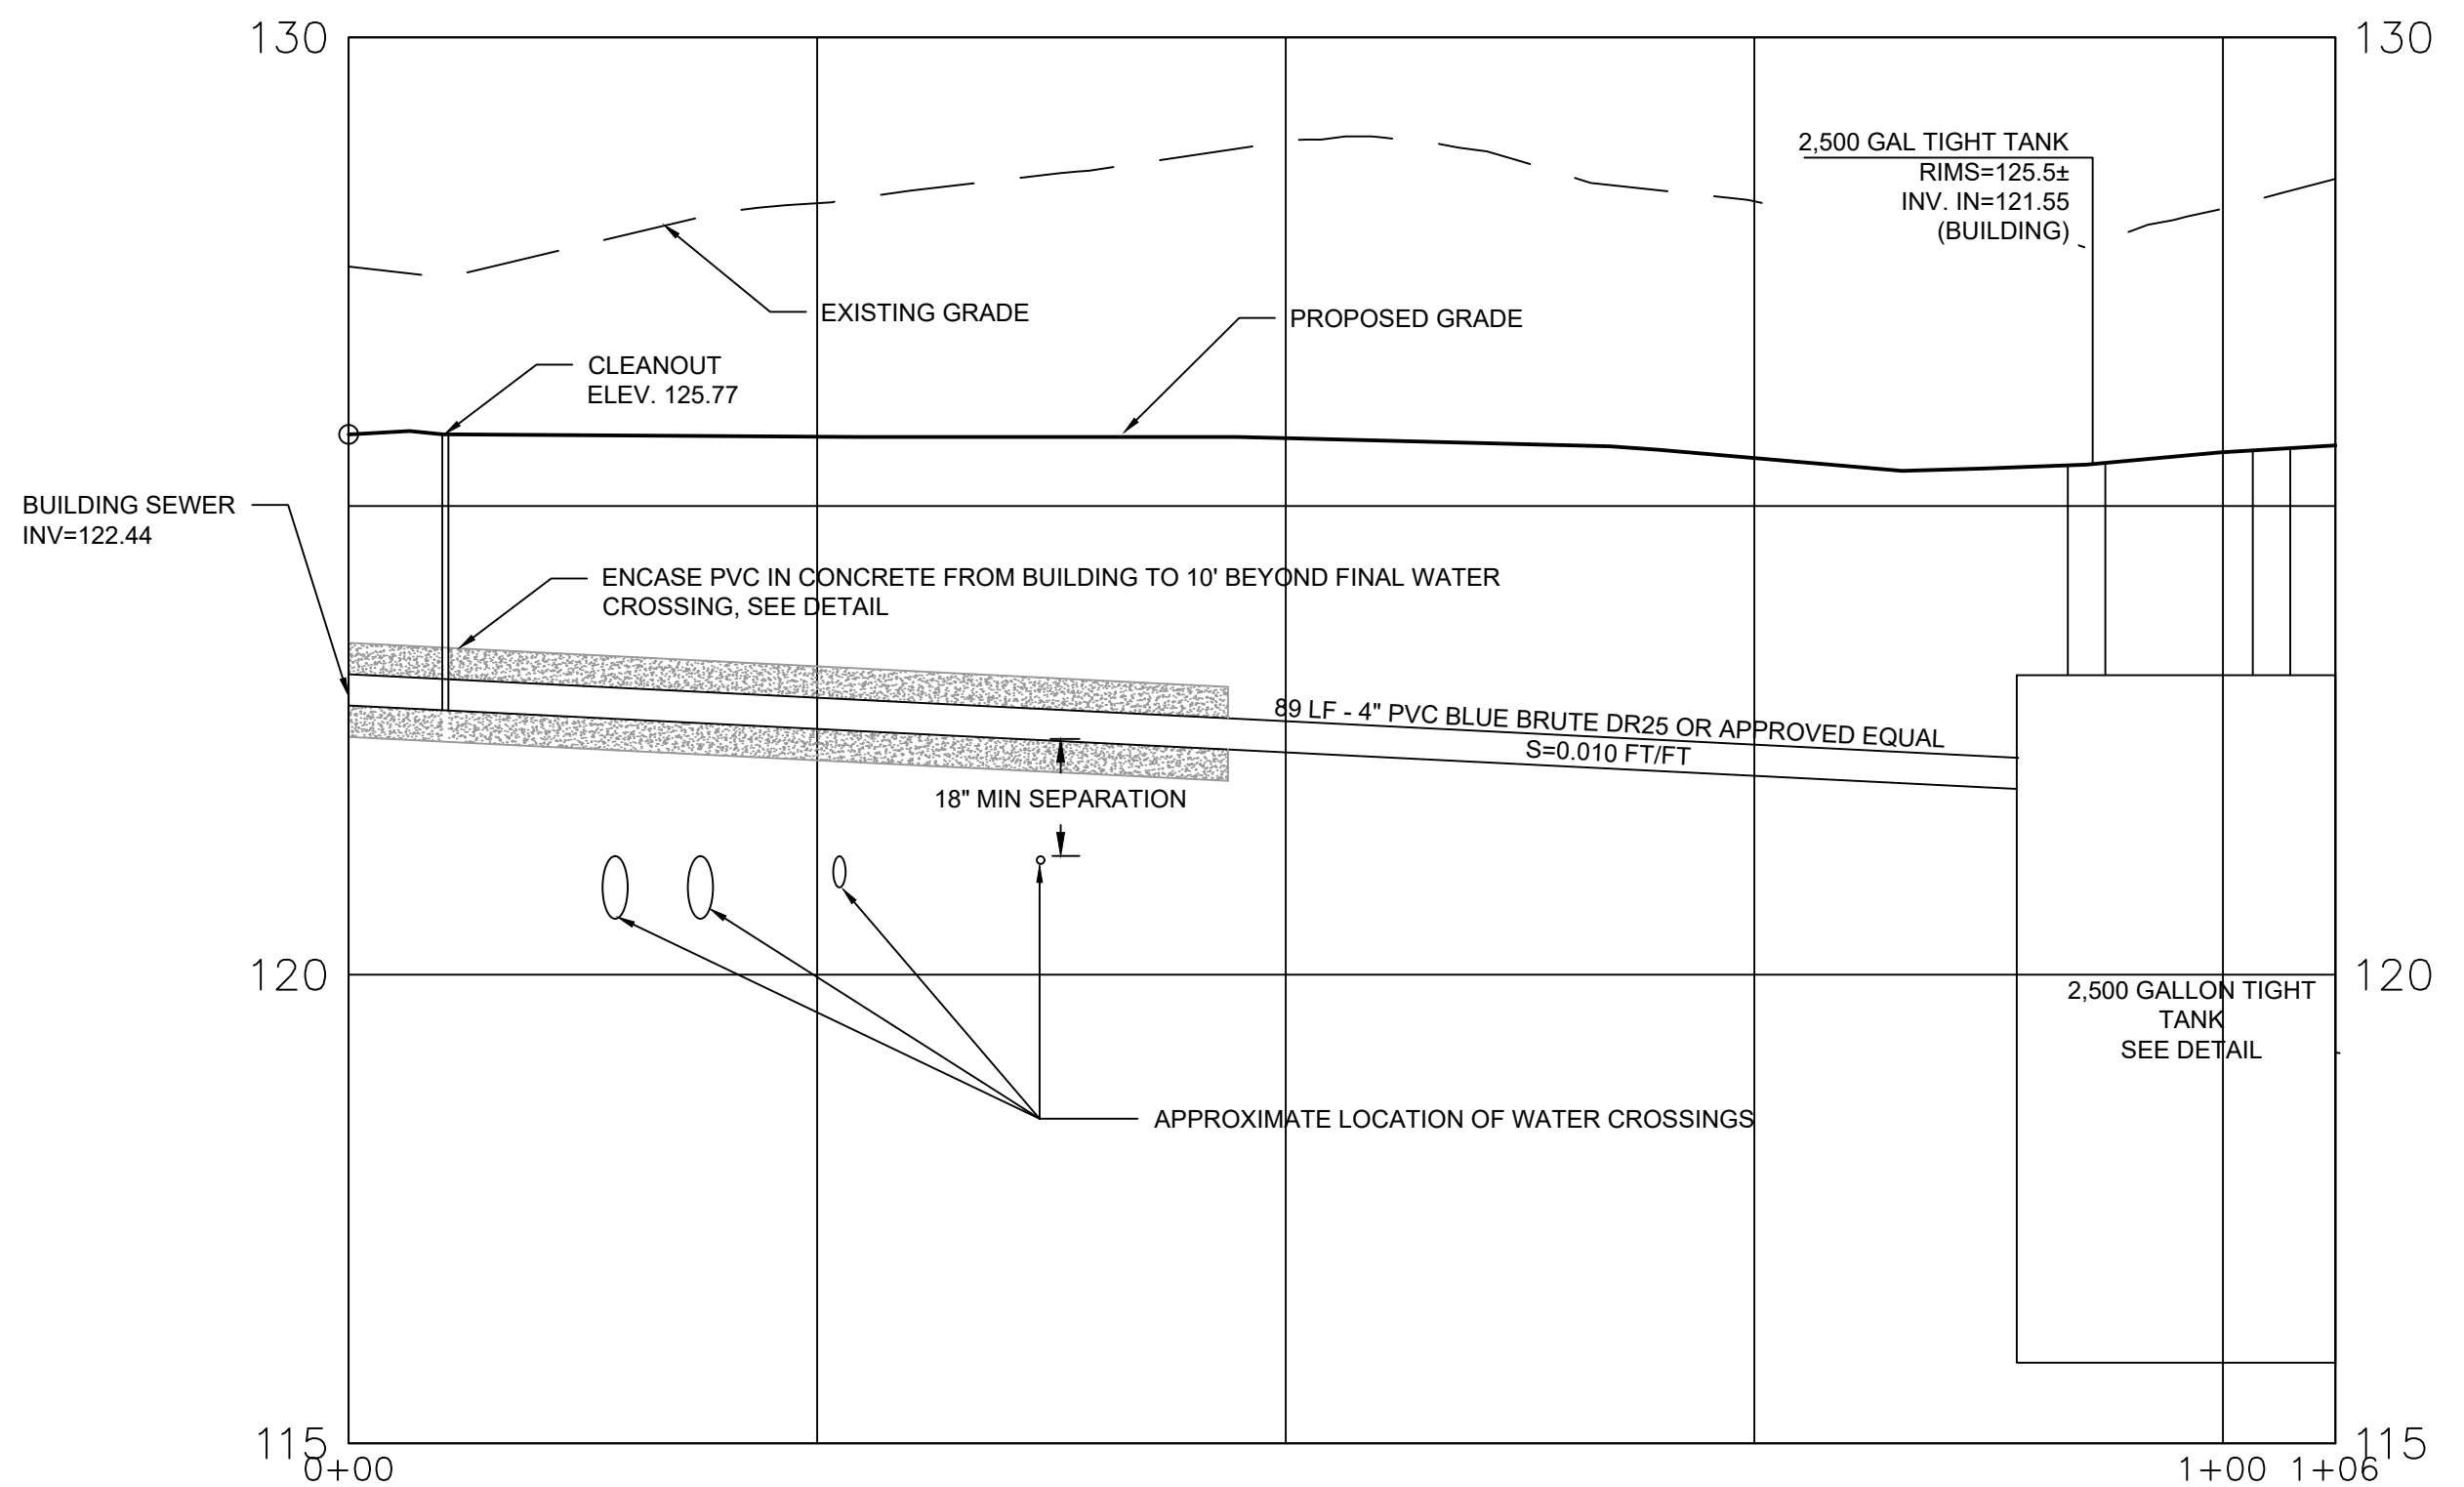 130
130
2,500 GAL TIGHT TANK
RIMS=125.5±
INV. IN=121.55
(BUILDING)
EXISTING GRADE
PROPOSED GRADE
CLEANOUT
ELEV. 125.77
BUILDING SEWER
INV=122.44
ENCASE PVC IN CONCRETE FROM BUILDING TO 10' BEYOND FINAL WATER
CROSSING, SEE DETAIL
89 LF - 4" PVC BLUE BRUTE DR25 OR APPROVED EQUAL
S=0.010 FT/FT
18" MIN SEPARATION
120
120
2,500 GALLON TIGHT
TANK
SEE DETAIL
APPROXIMATE LOCATION OF WATER CROSSINGS
115
115
0+00
1+00
1+06